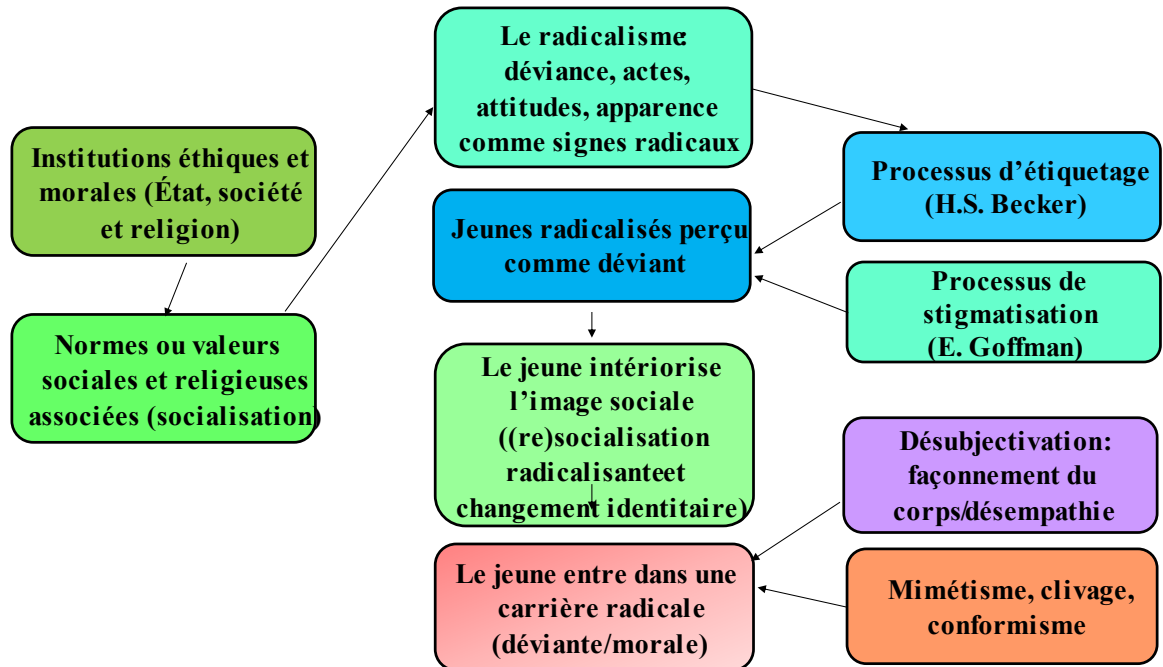 Institutions éthiques et
morales (État, société
et religion)
Normes ou valeurs
sociales et religieuses
associées (socialisation)
Le radicalisme:
déviance, actes,
attitudes, apparence
comme signes radicaux
Processus d’étiquetage
(H.S. Becker)
Jeunes radicalisés perçu
comme déviant
Processus de
stigmatisation
(E. Goffman)
Le jeune intériorise
l’image sociale
((re)socialisation
radicalisanteet
changement identitaire)
Désubjectivation:
façonnement du
corps/désempathie
Le jeune entre dans une
carrière radicale
(déviante/morale)
Mimétisme, clivage,
conformisme